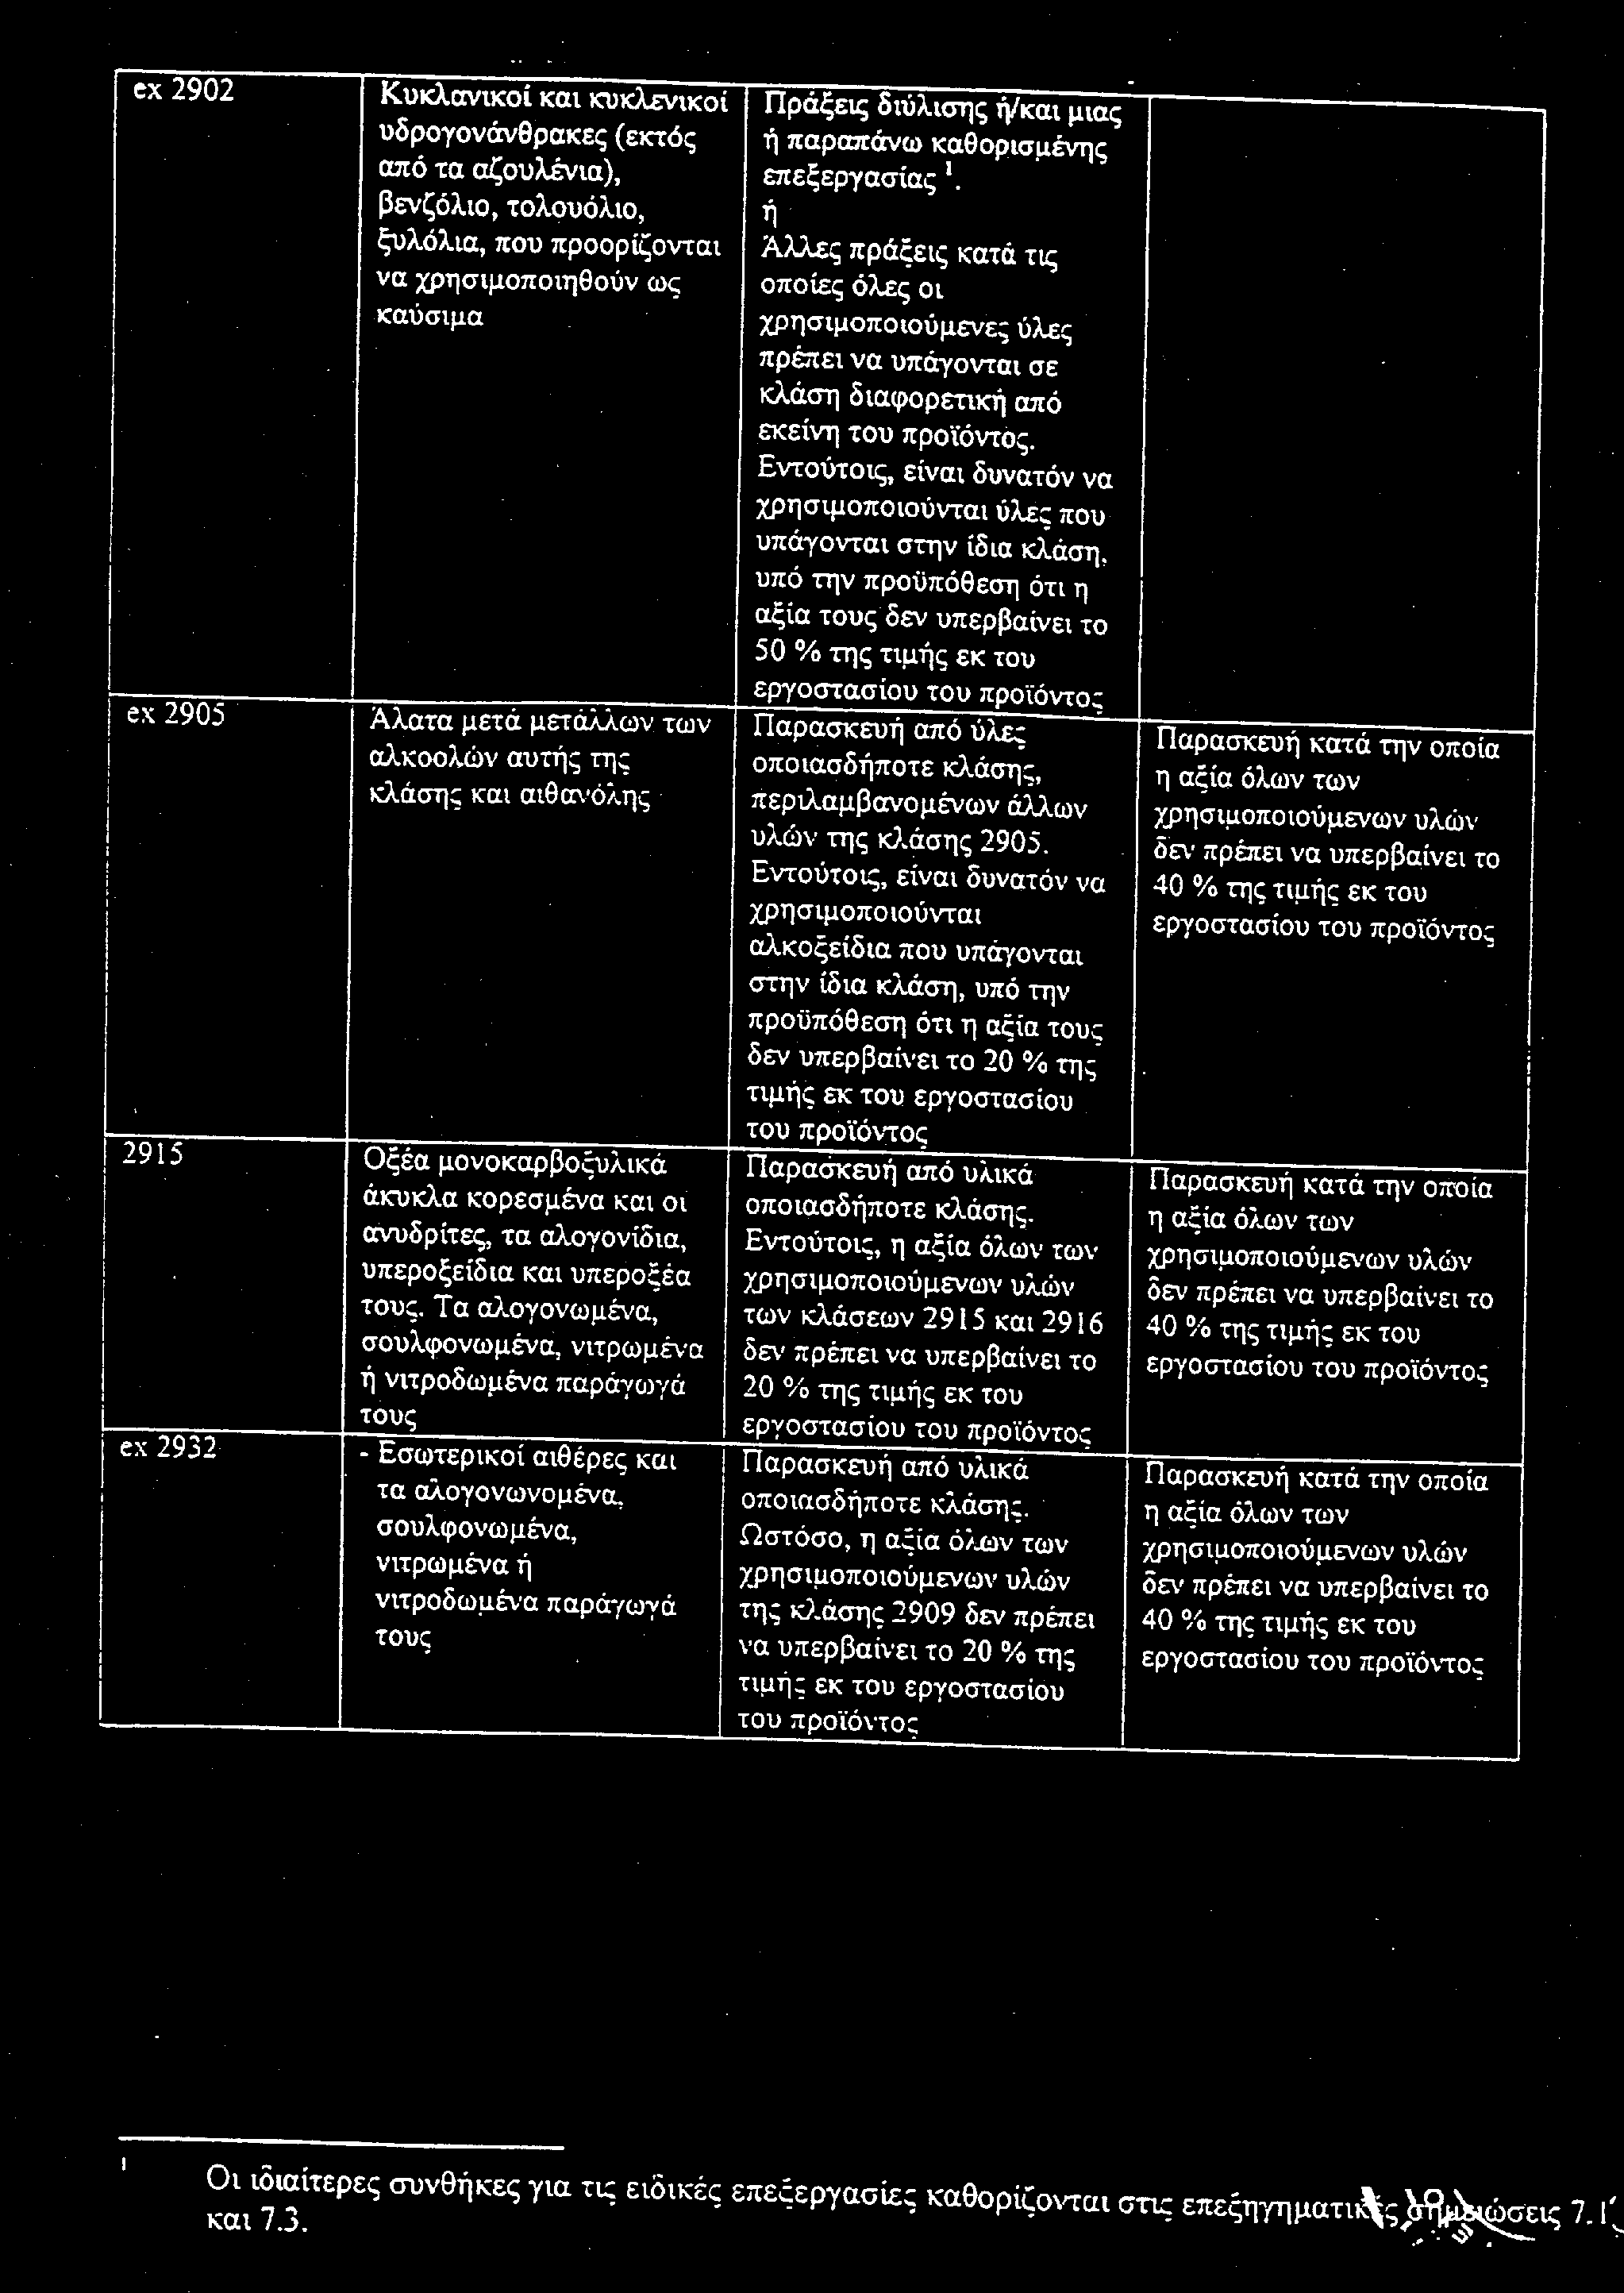 ex 2902
Κυκλανικοί και κυκλενικοί
υδρογονάνθρακες (εκτός
από τα αζουλένια),
βενζόλιο, τολουόλιο,
ξυλόλια, που προορίζονται
να χρησιμοποιηθούν ως
καύσιμα
Πράξεις διύλισης ή/και μιας
ή παραπάνω καθορισμένης
επεξεργασίας ¹.
ή
Άλλες πράξεις κατά τις
οποίες όλες οι
χρησιμοποιούμενες ύλες
πρέπει να υπάγονται σε
κλάση διαφορετική από
εκείνη του προϊόντος.
Εντούτοις, είναι δυνατόν να
χρησιμοποιούνται ύλες που
υπάγονται στην ίδια κλάση,
υπό την προϋπόθεση ότι η
αξία τους δεν υπερβαίνει το
50 % της τιμής εκ του
εργοστασίου του προϊόντος
ex 2905
Άλατα μετά μετάλλων των
αλκοολών αυτής της
κλάσης και αιθανόλης
Παρασκευή από ύλες
οποιασδήποτε κλάσης,
περιλαμβανομένων άλλων
υλών της κλάσης 2905.
Εντούτοις, είναι δυνατόν να
χρησιμοποιούνται
αλκοξείδια που υπάγονται
στην ίδια κλάση, υπό την
προϋπόθεση ότι η αξία τους
δεν υπερβαίνει το 20 % της
τιμής εκ του εργοστασίου
του προϊόντος
Παρασκευή κατά την οποία
η αξία όλων των
χρησιμοποιούμενων υλών
δεν πρέπει να υπερβαίνει το
40 % της τιμής εκ του
εργοστασίου του προϊόντος
2915
Οξέα μονοκαρβοξυλικά
άκυκλα κορεσμένα και οι
ανυδρίτες, τα αλογονίδια,
υπεροξείδια και υπεροξέα
τους. Τα αλογονωμένα,
σουλφονωμένα, νιτρωμένα
ή νιτροδωμένα παράγωγά
τους
Παρασκευή από υλικά
οποιασδήποτε κλάσης.
Εντούτοις, η αξία όλων των
χρησιμοποιούμενων υλών
των κλάσεων 2915 και 2916
δεν πρέπει να υπερβαίνει το
20 % της τιμής εκ του
εργοστασίου του προϊόντος
Παρασκευή κατά την οποία
η αξία όλων των
χρησιμοποιούμενων υλών
δεν πρέπει να υπερβαίνει το
40 % της τιμής εκ του
εργοστασίου του προϊόντος
ex 2932
- Εσωτερικοί αιθέρες και
τα αλογονωνομένα,
σουλφονωμένα,
νιτρωμένα ή
νιτροδωμένα παράγωγά
τους
Παρασκευή από υλικά
οποιασδήποτε κλάσης.
Ωστόσο, η αξία όλων των
χρησιμοποιούμενων υλών
της κλάσης 2909 δεν πρέπει
να υπερβαίνει το 20 % της
τιμής εκ του εργοστασίου
του προϊόντος
Παρασκευή κατά την οποία
η αξία όλων των
χρησιμοποιούμενων υλών
δεν πρέπει να υπερβαίνει το
40 % της τιμής εκ του
εργοστασίου του προϊόντος
1 Οι ιδιαίτερες συνθήκες για τις ειδικές επεξεργασίες καθορίζονται στις επεξηγηματικές σημειώσεις 7.1
και 7.3.